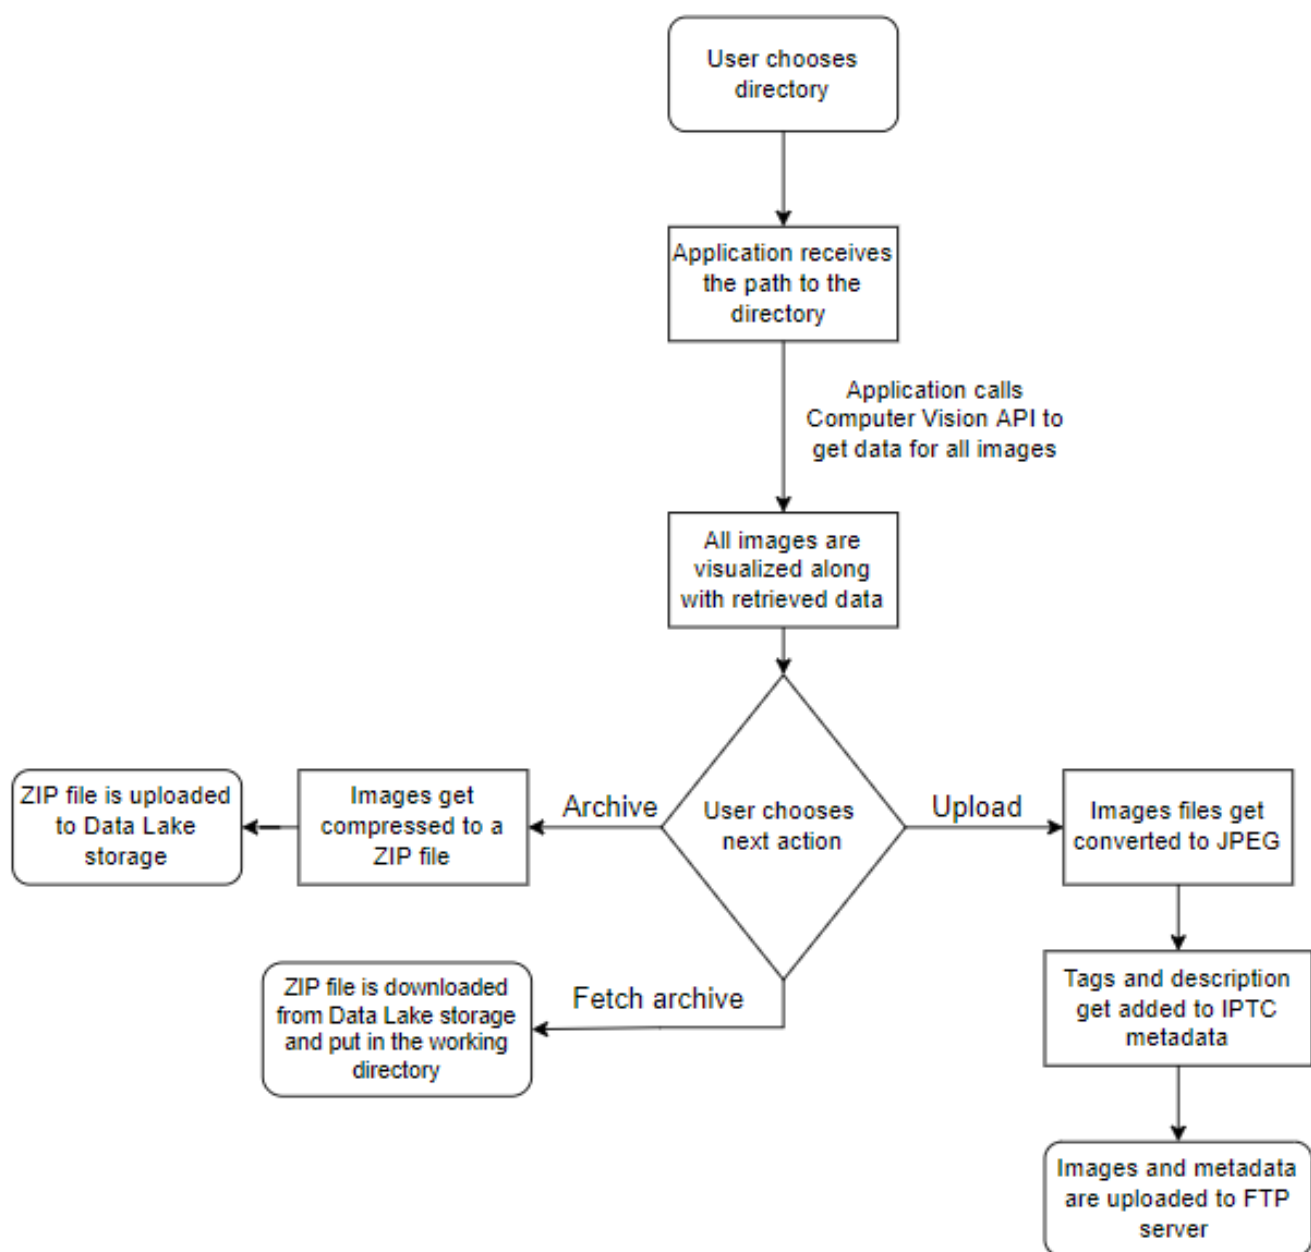 User chooses
directory
Application receives
the path to the
directory
Application calls
Computer Vision API to
get data for all images
All images are
visualized along
with retrieved data
User chooses
next action
Archive
Images get
compressed to a
ZIP file
ZIP file is uploaded
to Data Lake
storage
Upload
Images files get
converted to JPEG
Tags and description
get added to IPTC
metadata
Images and metadata
are uploaded to FTP
server
Fetch archive
ZIP file is downloaded
from Data Lake storage
and put in the working
directory